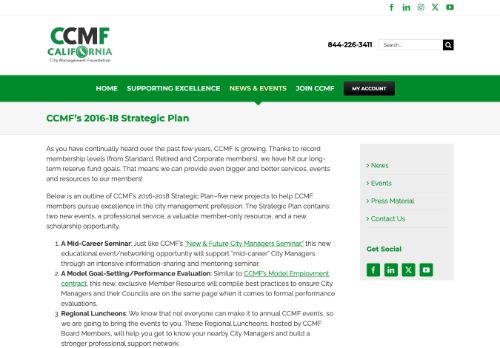 CCMF
CALIFORNIA
City Management Foundation
844-226-3411
Search...
HOME SUPPORTING EXCELLENCE NEWS & EVENTS JOIN CCMF MY ACCOUNT
CCMF's 2016-18 Strategic Plan
As you have continually heard over the past few years, CCMF is growing. Thanks to record
membership levels (from Standard, Retired and Corporate members), we have hit our long-
term reserve fund goals. That means we can provide even bigger and better services, events
and resources to our members!
Below is an outline of CCMF's 2016-2018 Strategic Plan–five new projects to help CCMF
members pursue excellence in the city management profession. The Strategic Plan contains:
two new events, a professional service, a valuable member-only resource, and a new
scholarship opportunity.
1. A Mid-Career Seminar: Just like CCMF's "New & Future City Managers Seminar," this new
educational event/networking opportunity will support "mid-career" City Managers
through an intensive information-sharing and mentoring seminar.
2. A Model Goal-Setting/Performance Evaluation: Similar to CCMF's Model Employment
contract, this new, exclusive Member Resource will compile best practices to ensure City
Managers and their Councils are on the same page when it comes to formal performance
evaluations.
3. Regional Luncheons: We know that not everyone can make it to annual CCMF events, so
we are going to bring the events to you. These Regional Luncheons, hosted by CCMF
Board Members, will help you get to know your nearby City Managers and build a
stronger professional support network.
> News
> Events
> Press Material
> Contact Us
Get Social